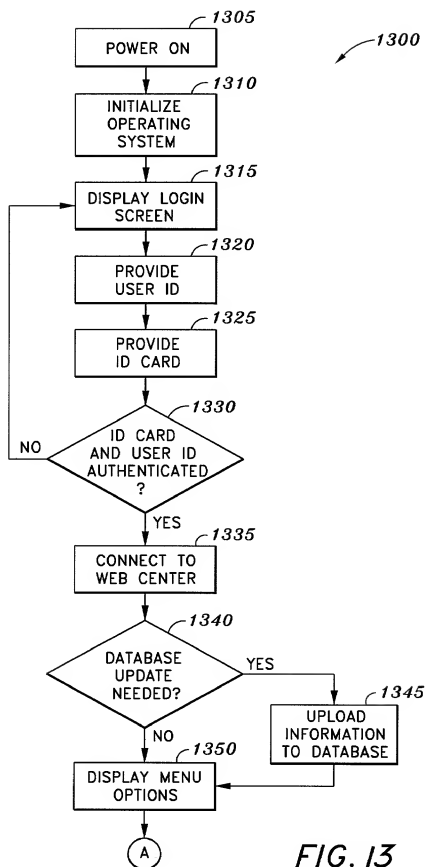 1305
POWER ON
1300
1310
INITIALIZE
OPERATING
SYSTEM
1315
DISPLAY LOGIN
SCREEN
1320
PROVIDE
USER ID
1325
PROVIDE
ID CARD
1330
ID CARD
AND USER ID
AUTHENTICATED
?
NO
YES
1335
CONNECT TO
WEB CENTER
1340
DATABASE
UPDATE
NEEDED?
YES
1345
UPLOAD
INFORMATION
TO DATABASE
NO
1350
DISPLAY MENU
OPTIONS
A
FIG. 13